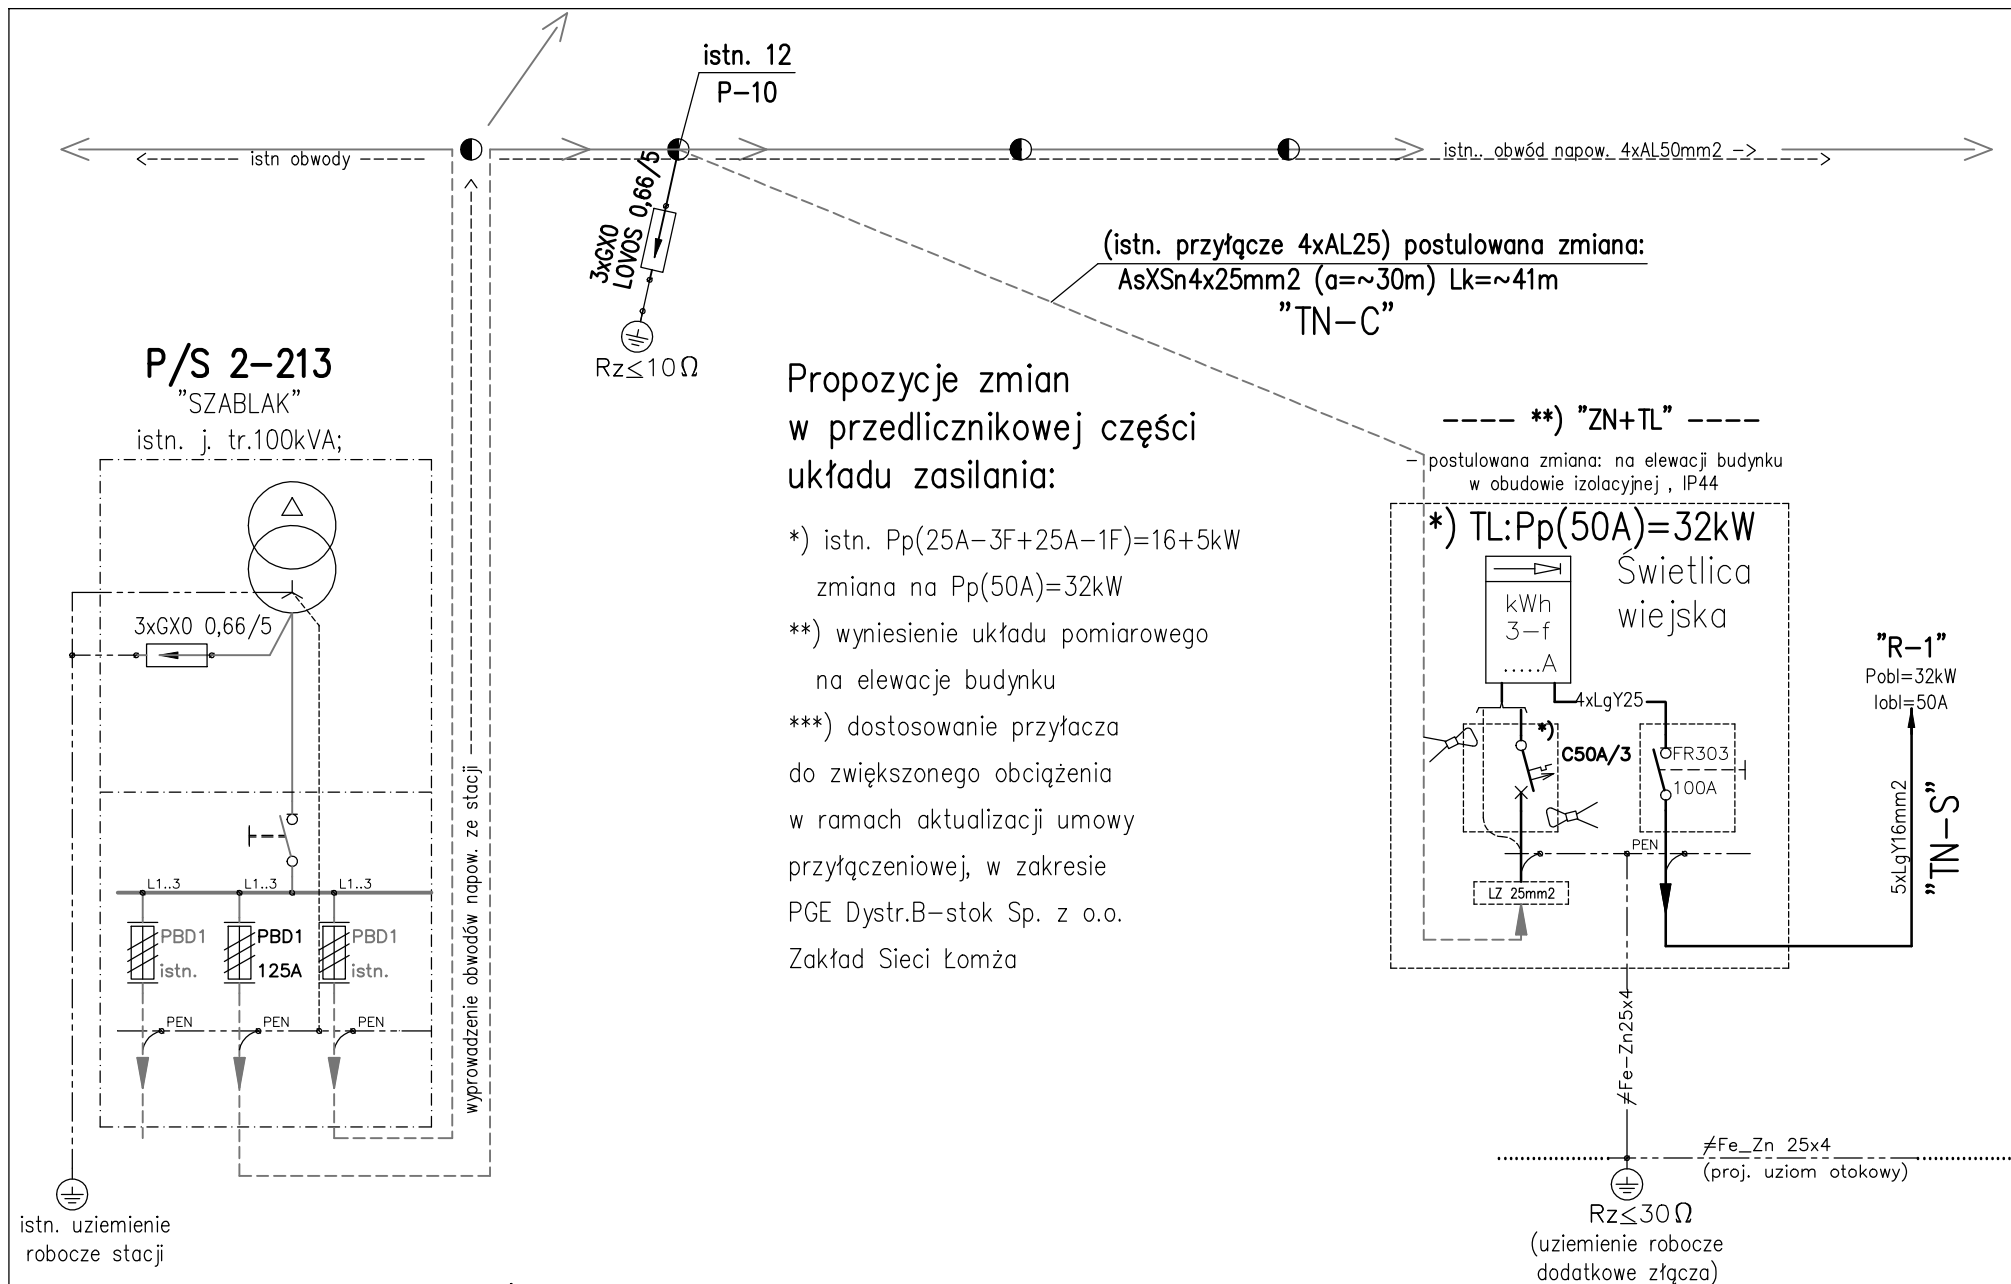 istn. 12
P-10
istn obwody
istn.. obwód napow. 4xAL50mm2 ->
3xGXO
LOVOS 0,66/5
Rz≤10Ω
(istn. przyłącze 4xAL25) postulowana zmiana:
AsXSn4x25mm2 (a=~30m) Lk=~41m
"TN-C"
P/S 2-213
"SZABLAK"
istn. j. tr.100kVA;
3xGXO 0,66/5
L1..3
L1..3
L1..3
PBD1
istn.
PBD1
125A
PBD1
istn.
PEN
PEN
PEN
wyprowadzenie obwodów napow. ze stacji
istn. uziemienie
robocze stacji
Propozycje zmian
w przedlicznikowej części
układu zasilania:
*) istn. Pp(25A-3F+25A-1F)=16+5kW
zmiana na Pp(50A)=32kW
**) wyniesienie układu pomiarowego
na elewacje budynku
***) dostosowanie przyłacza
do zwiększonego obciążenia
w ramach aktualizacji umowy
przyłączeniowej, w zakresie
PGE Dystr.B-stok Sp. z o.o.
Zakład Sieci Łomża
---- **) "ZN+TL" ----
- postulowana zmiana: na elewacji budynku
w obudowie izolacyjnej , IP44
*) TL:Pp(50A)=32kW
Świetlica
wiejska
kWh
3-f
.....A
4xLgY25
*)
C50A/3
FR303
100A
PEN
LZ 25mm2
"R-1"
Pobl=32kW
Iobl=50A
5xLgY16mm2
"TN-S"
≠Fe-Zn25x4
≠Fe_Zn 25x4
(proj. uziom otokowy)
Rz≤30Ω
(uziemienie robocze
dodatkowe złącza)